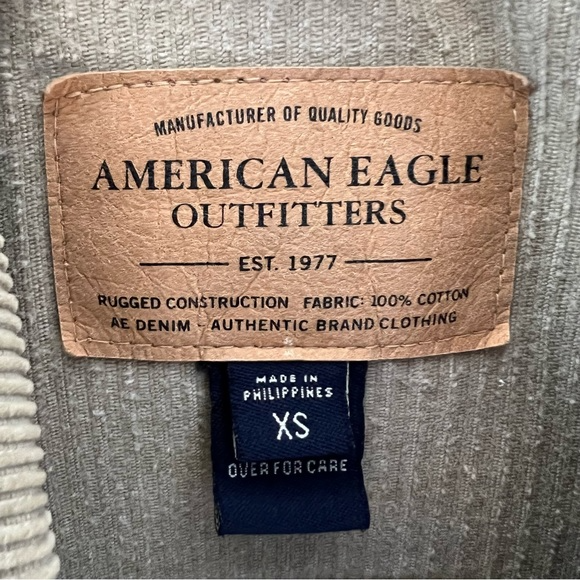 MANUFACTURER OF QUALITY GOODS
AMERICAN EAGLE
OUTFITTERS
EST. 1977
RUGGED CONSTRUCTION FABRIC: 100% COTTON
AE DENIM - AUTHENTIC BRAND CLOTHING
MADE IN
PHILIPPINES
XS
OVER FOR CARE